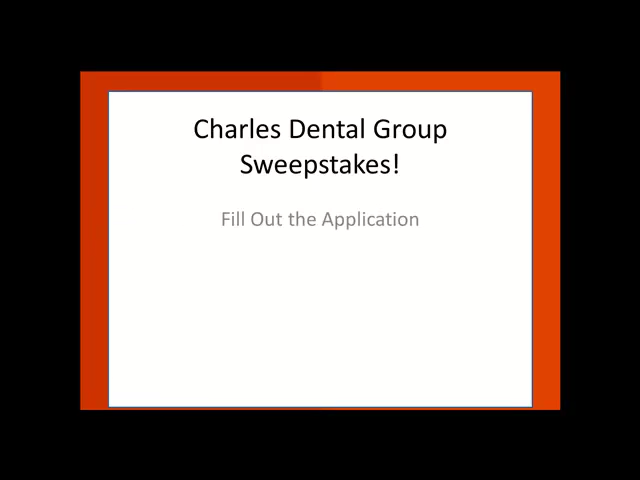 Charles Dental Group
Sweepstakes!
Fill Out the Application